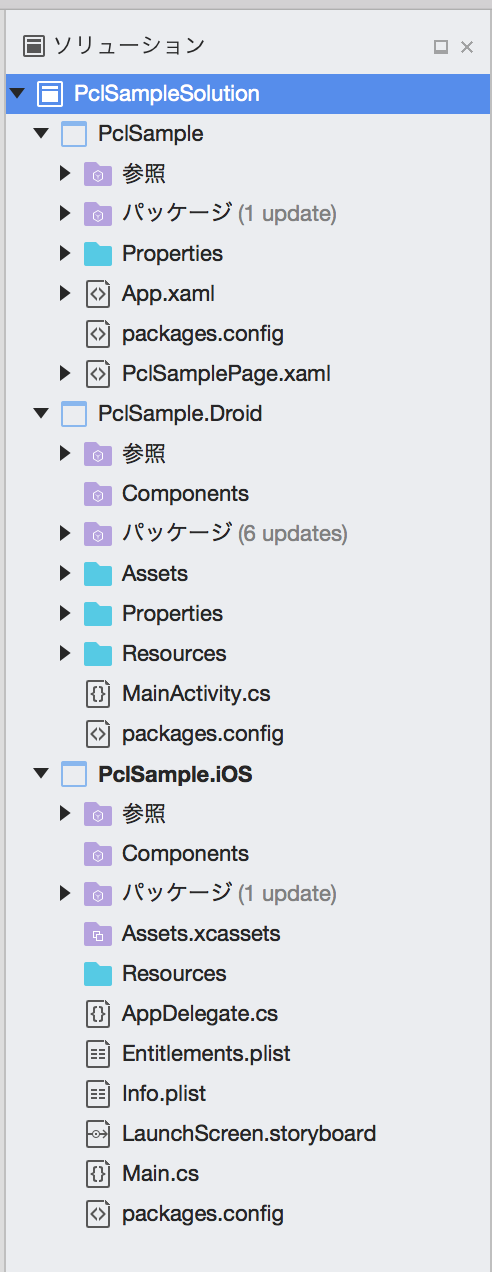 ソリューション
PclSampleSolution
PclSample
参照
パッケージ (1 update)
Properties
App.xaml
packages.config
PclSamplePage.xaml
PclSample.Droid
参照
Components
パッケージ (6 updates)
Assets
Properties
Resources
MainActivity.cs
packages.config
PclSample.iOS
参照
Components
パッケージ (1 update)
Assets.xcassets
Resources
AppDelegate.cs
Entitlements.plist
Info.plist
LaunchScreen.storyboard
Main.cs
packages.config